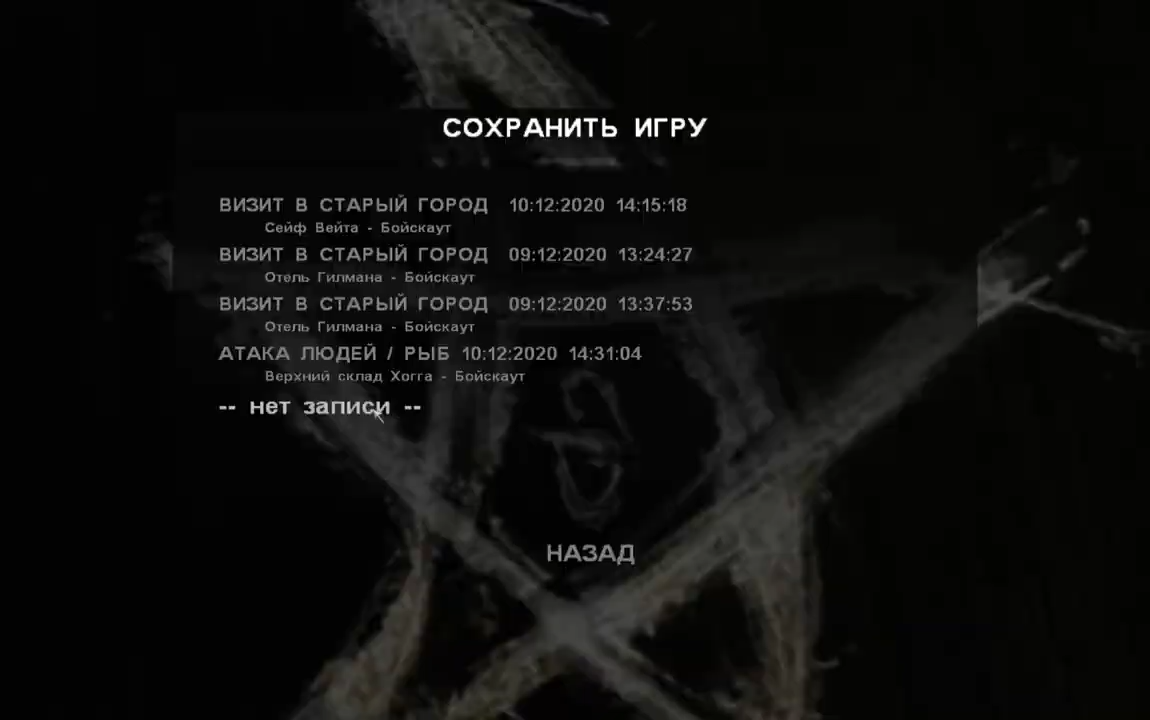 СОХРАНИТЬ ИГРУ
ВИЗИТ В СТАРЫЙ ГОРОД 10:12:2020 14:15:18
Сейф Вейта - Бойскаут
ВИЗИТ В СТАРЫЙ ГОРОД 09:12:2020 13:24:27
Отель Гилмана - Бойскаут
ВИЗИТ В СТАРЫЙ ГОРОД 09:12:2020 13:37:53
Отель Гилмана - Бойскаут
АТАКА ЛЮДЕЙ / РЫБ 10:12:2020 14:31:04
Верхний склад Хогга - Бойскаут
-- нет записи --
НАЗАД